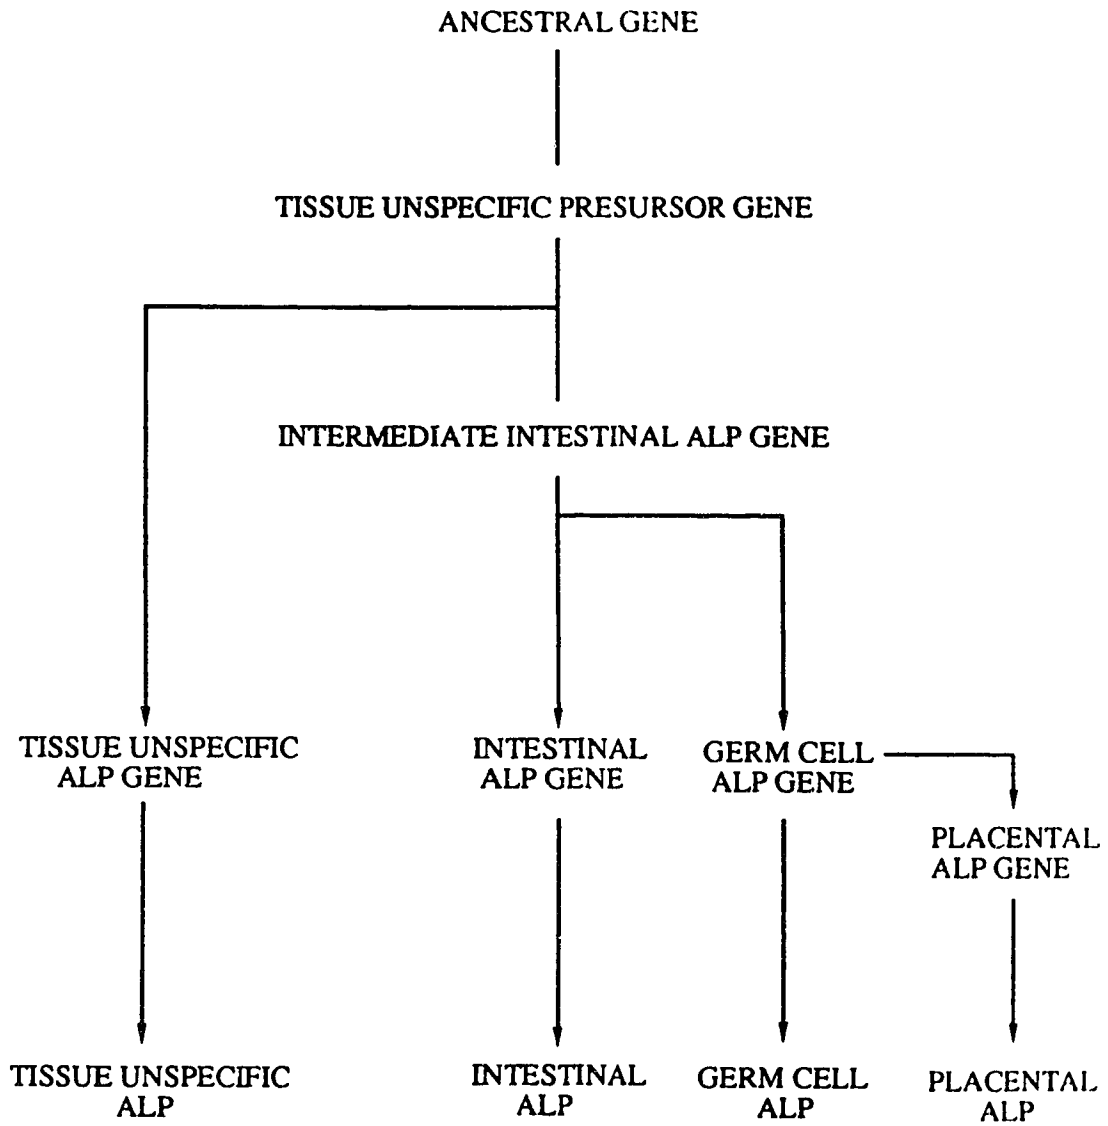 ANCESTRAL GENE
TISSUE UNSPECIFIC PRESURSOR GENE
INTERMEDIATE INTESTINAL ALP GENE
TISSUE UNSPECIFIC
ALP GENE
INTESTINAL
ALP GENE
GERM CELL
ALP GENE
PLACENTAL
ALP GENE
TISSUE UNSPECIFIC
ALP
INTESTINAL
ALP
GERM CELL
ALP
PLACENTAL
ALP